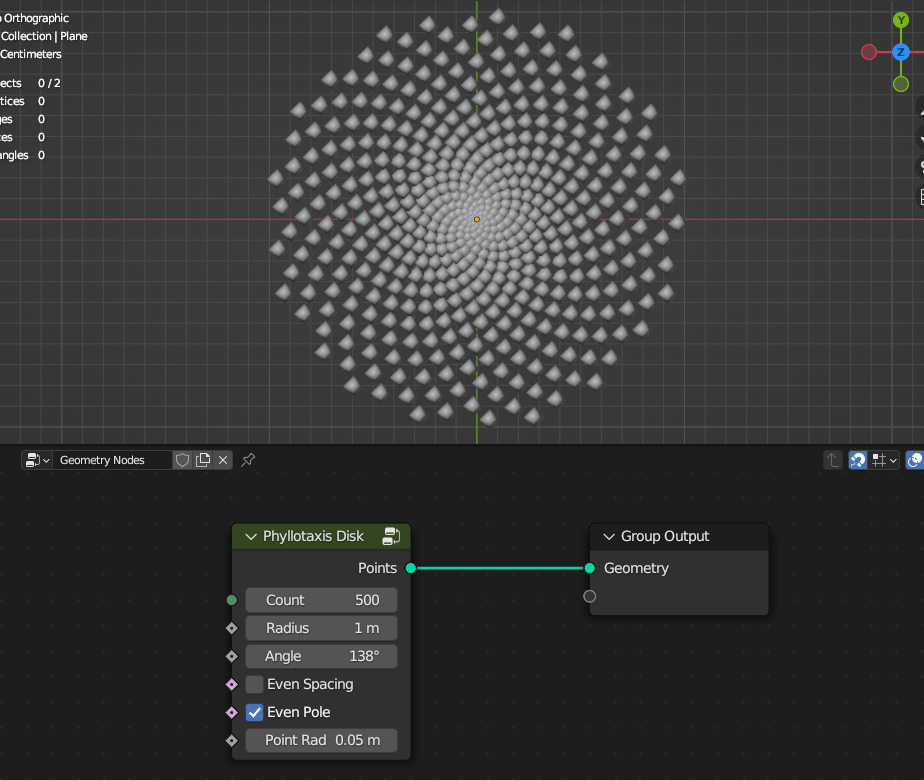 Orthographic
Collection | Plane
Centimeters
ects 0 / 2
tices 0
ges 0
ces 0
angles 0
Y
Z
Geometry Nodes
Phyllotaxis Disk
Points
Count 500
Radius 1 m
Angle 138°
Even Spacing
Even Pole
Point Rad 0.05 m
Group Output
Geometry